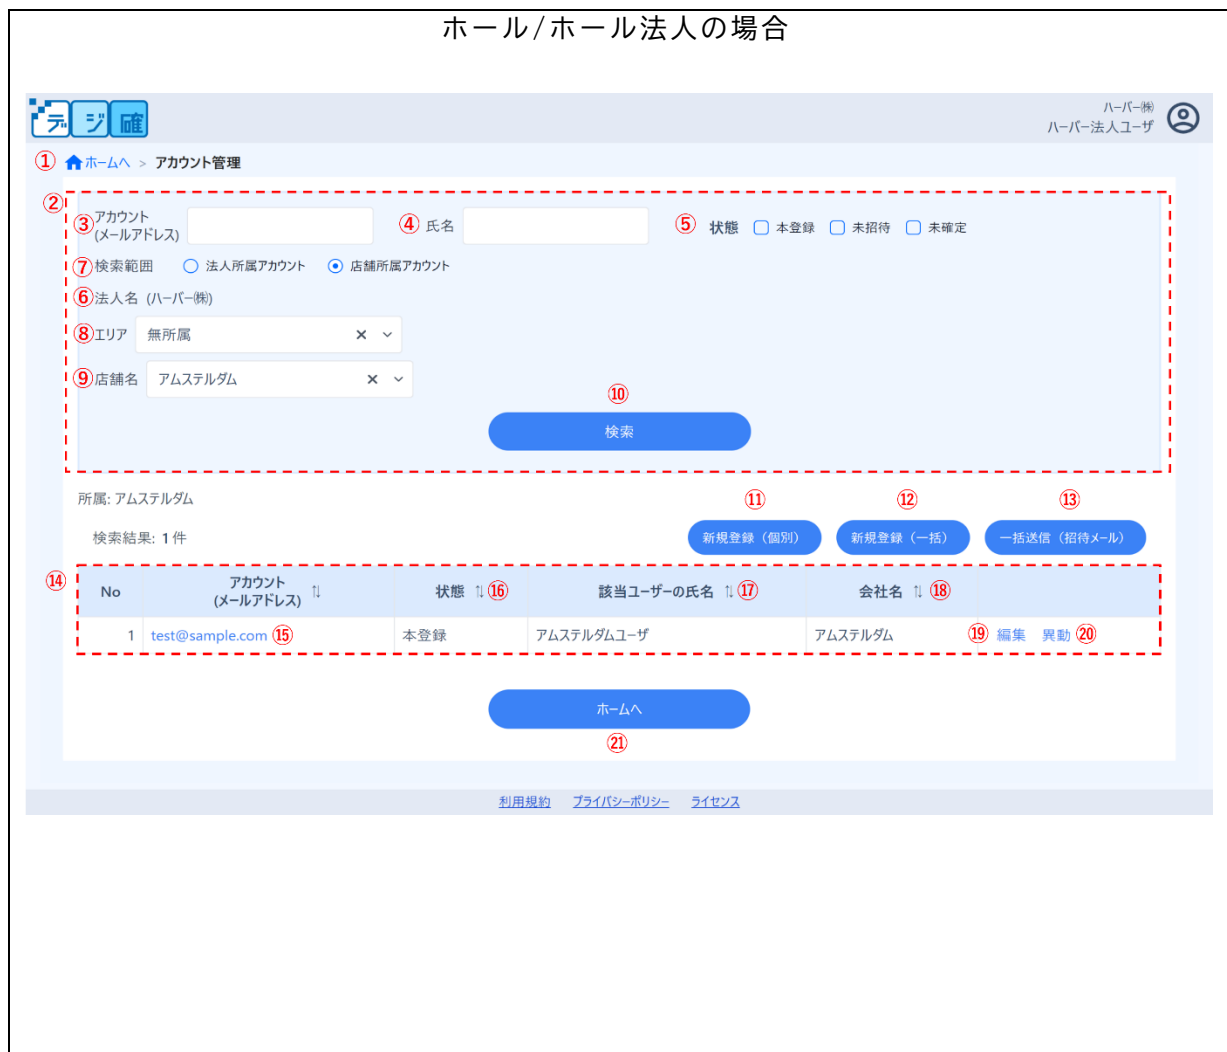 ホール/ホール法人の場合
デジ確
ハーバー㈱
ハーバー法人ユーザ
① ホームへ > アカウント管理
②
③ アカウント
(メールアドレス)
④ 氏名
⑤ 状態 本登録 未招待 未確定
⑦ 検索範囲 法人所属アカウント 店舗所属アカウント
⑥ 法人名 (ハーバー㈱)
⑧ エリア 無所属 ✕
⑨ 店舗名 アムステルダム ✕
⑩
検索
所属: アムステルダム
⑪ ⑫ ⑬
検索結果: 1 件 新規登録（個別） 新規登録（一括） 一括送信（招待メール）
⑭
No アカウント
(メールアドレス) ⇅ 状態 ⇅ ⑯ 該当ユーザーの氏名 ⇅ ⑰ 会社名 ⇅ ⑱
1 test@sample.com ⑮ 本登録 アムステルダムユーザ アムステルダム ⑲ 編集 異動 ⑳
ホームへ
㉑
利用規約 プライバシーポリシー ライセンス